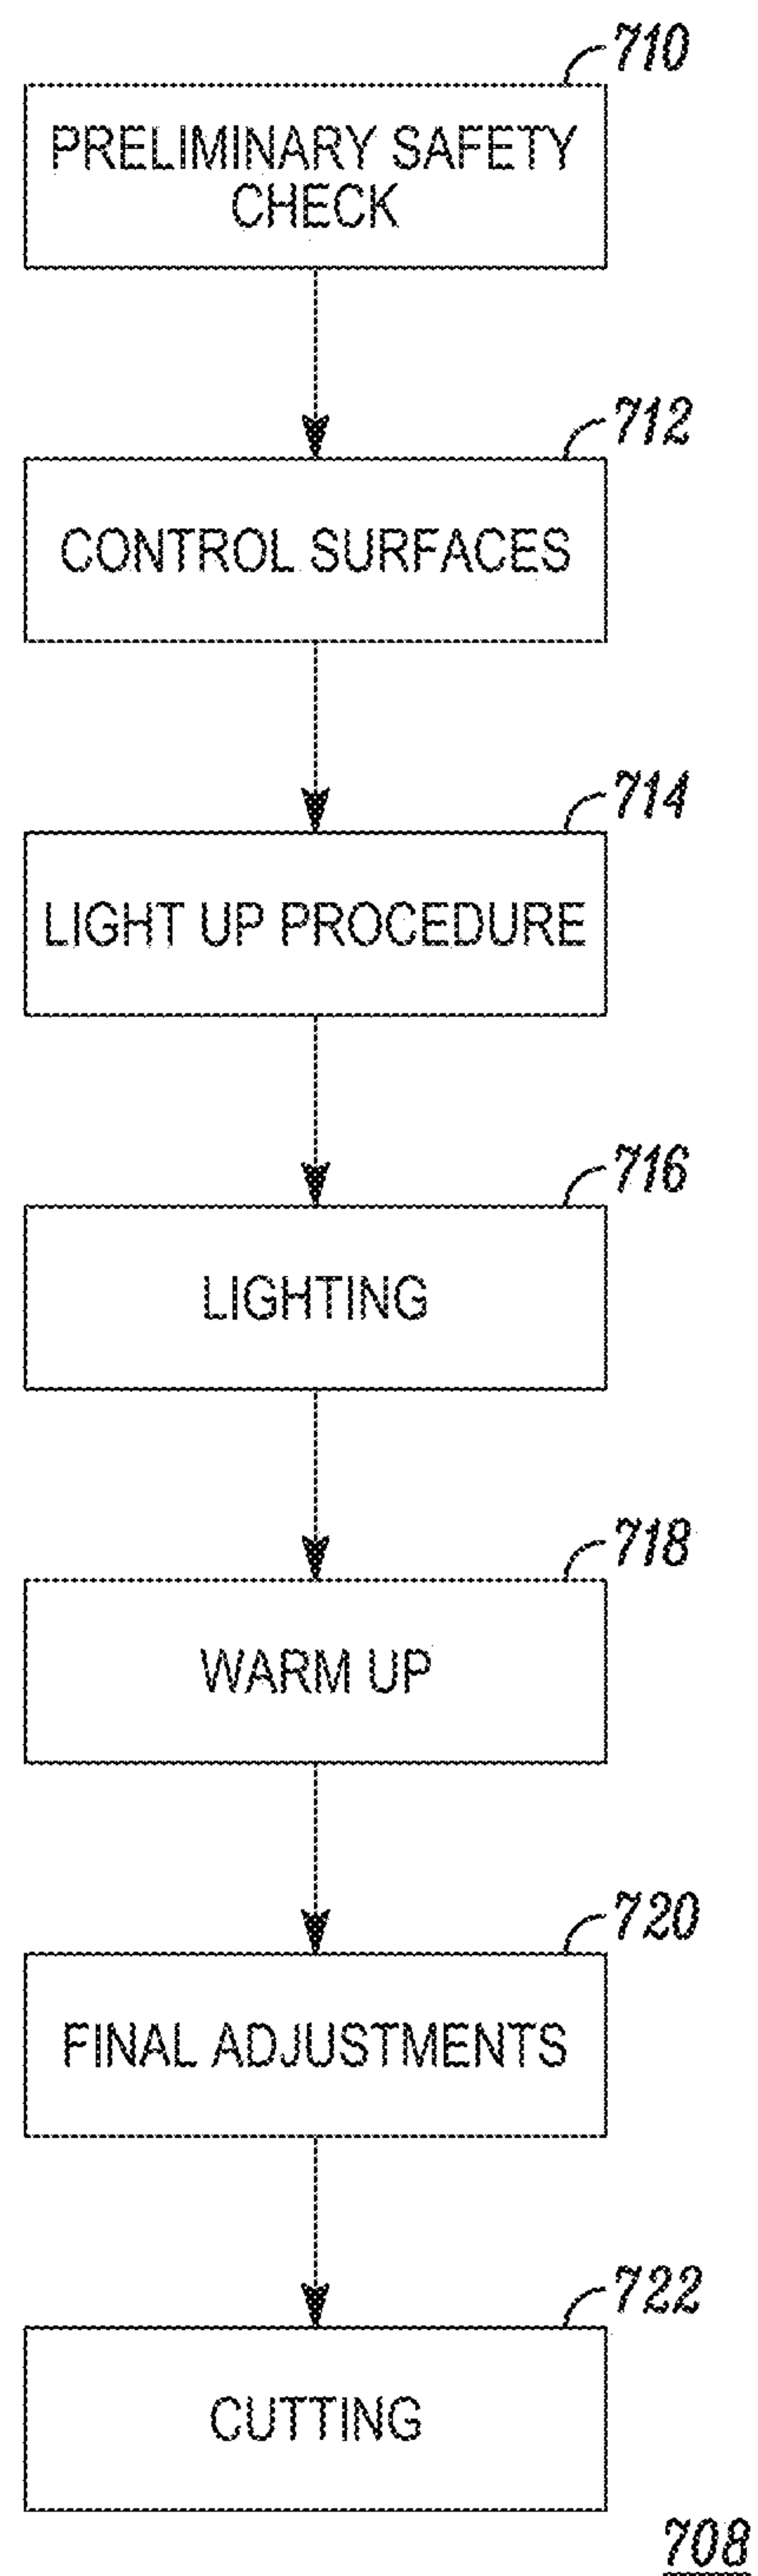 710
PRELIMINARY SAFETY
CHECK
712
CONTROL SURFACES
714
LIGHT UP PROCEDURE
716
LIGHTING
718
WARM UP
720
FINAL ADJUSTMENTS
722
CUTTING
708